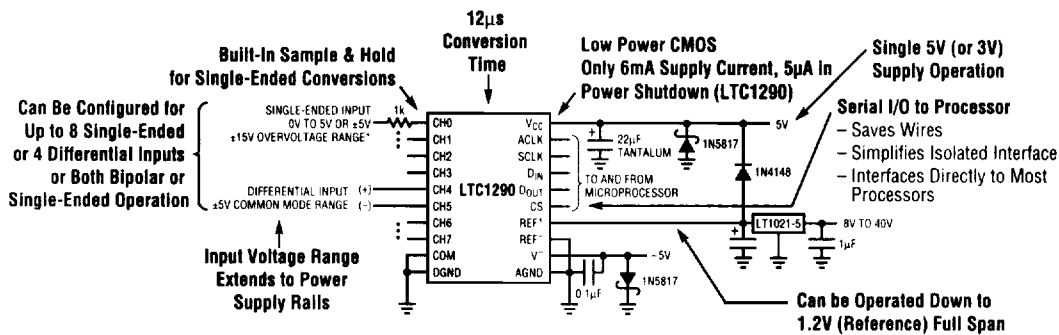 12µs
Conversion
Time
Built-In Sample & Hold
for Single-Ended Conversions
Low Power CMOS
Only 6mA Supply Current, 5µA in
Power Shutdown (LTC1290)
Single 5V (or 3V)
Supply Operation
Can Be Configured for
Up to 8 Single-Ended
or 4 Differential Inputs
or Both Bipolar or
Single-Ended Operation
SINGLE-ENDED INPUT
0V TO 5V OR ±5V
±15V OVERVOLTAGE RANGE*
1k
DIFFERENTIAL INPUT (+)
±5V COMMON MODE RANGE (–)
Input Voltage Range
Extends to Power
Supply Rails
CH0
CH1
CH2
CH3
CH4
CH5
CH6
CH7
COM
DGND
LTC1290
VCC
ACLK
SCLK
DIN
DOUT
CS
REF+
REF–
V–
AGND
+
22µF
TANTALUM
1N5817
5V
1N4148
TO AND FROM
MICROPROCESSOR
Serial I/O to Processor
– Saves Wires
– Simplifies Isolated Interface
– Interfaces Directly to Most
Processors
+
LT1021-5
8V TO 40V
1µF
–5V
0.1µF
1N5817
Can be Operated Down to
1.2V (Reference) Full Span